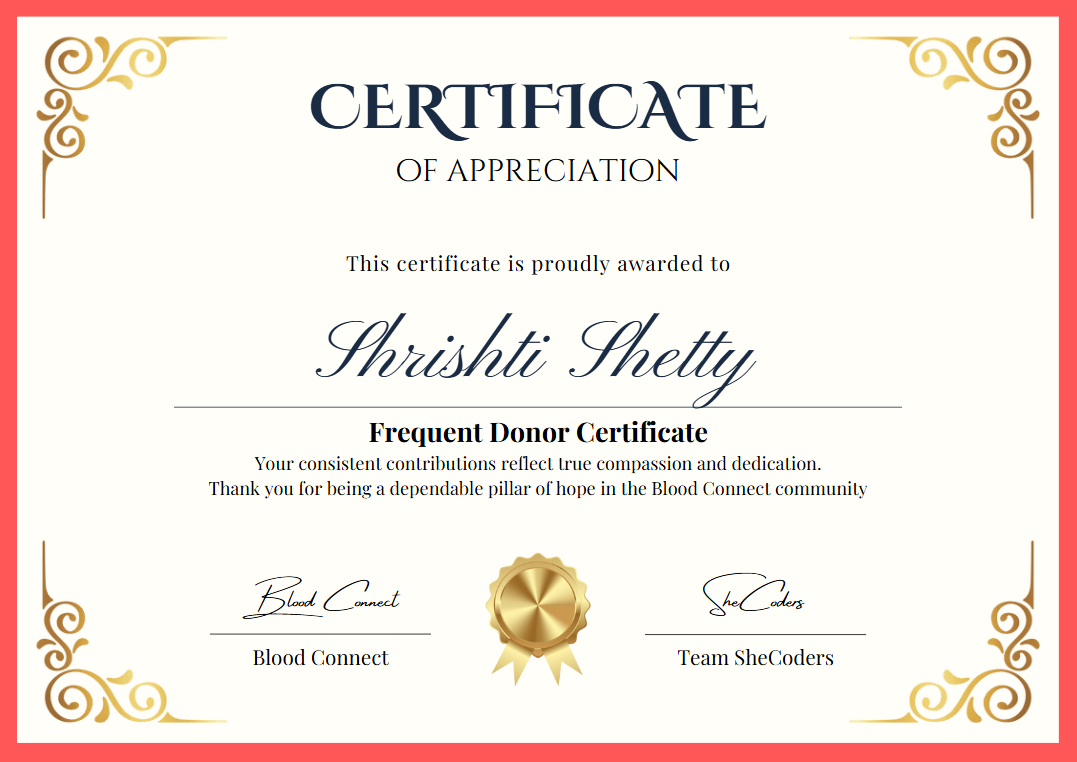 CERTIFICATE
OF APPRECIATION
This certificate is proudly awarded to
Shrishti Shetty
Frequent Donor Certificate
Your consistent contributions reflect true compassion and dedication.
Thank you for being a dependable pillar of hope in the Blood Connect community
Blood Connect
SheCoders
Blood Connect
Team SheCoders